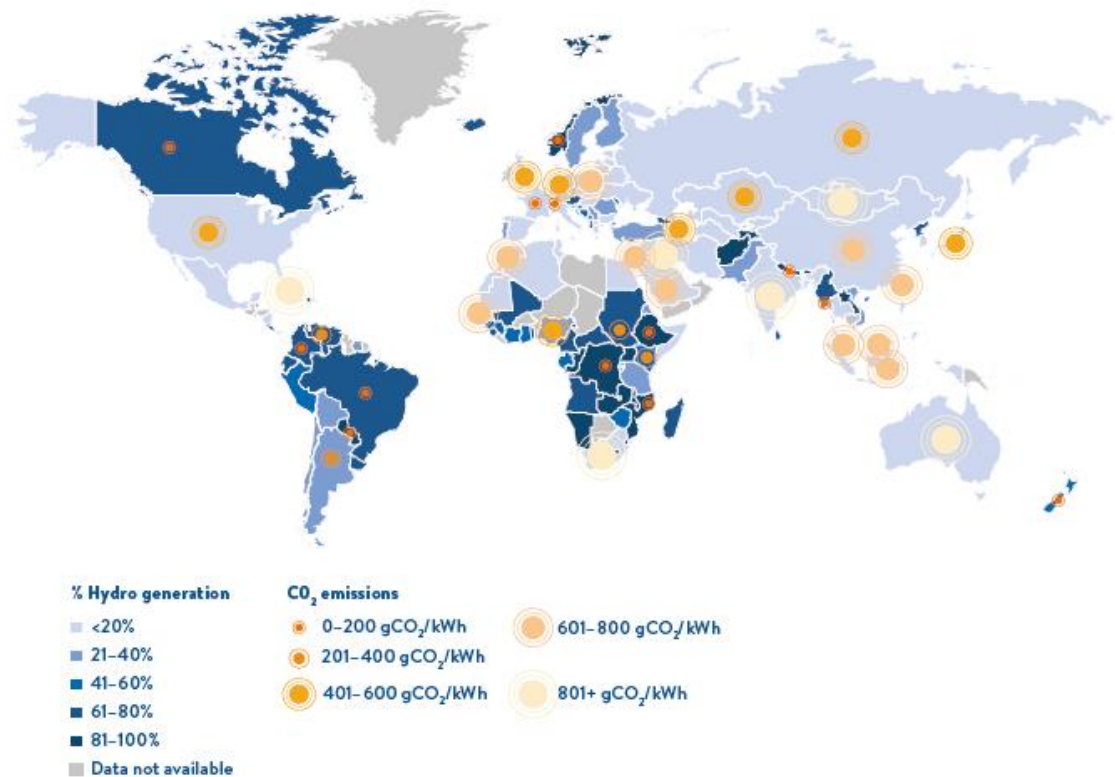 % Hydro generation
<20%
21–40%
41–60%
61–80%
81–100%
Data not available
CO₂ emissions
0–200 gCO₂/kWh
201–400 gCO₂/kWh
401–600 gCO₂/kWh
601–800 gCO₂/kWh
801+ gCO₂/kWh